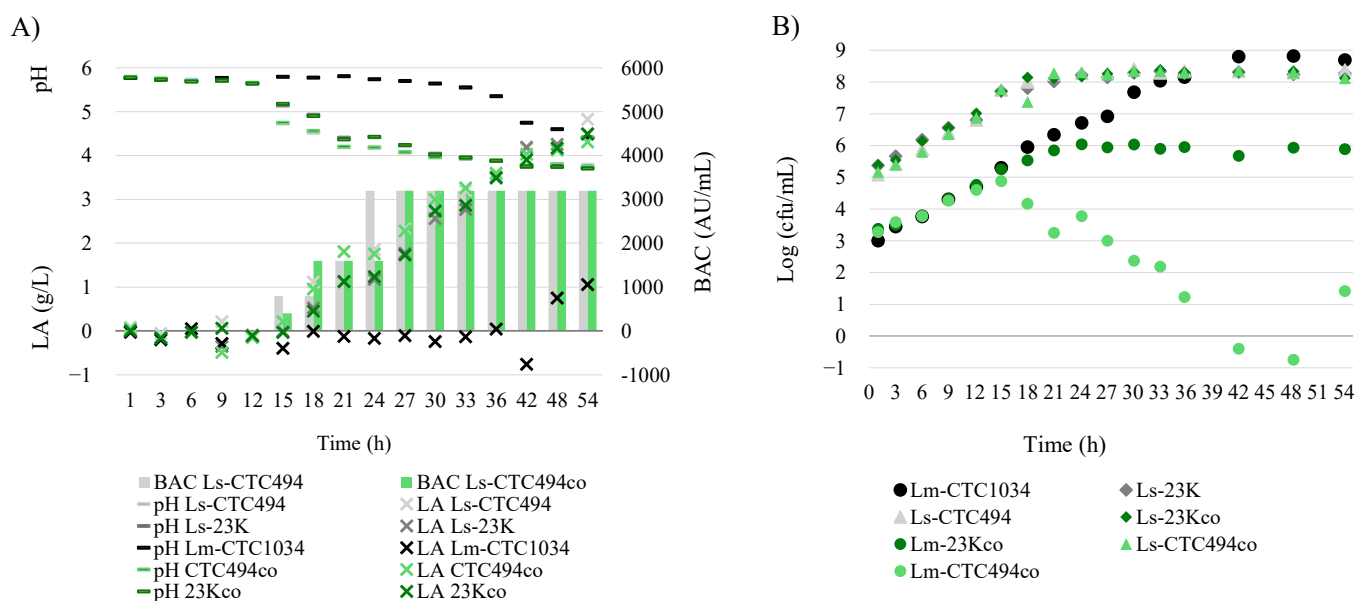 A)
pH
LA (g/L)
6
5
4
3
2
1
0
−1
6000
5000
4000
3000
2000
1000
0
-1000
BAC (AU/mL)
1 3 6 9 12 15 18 21 24 27 30 33 36 42 48 54
Time (h)
BAC Ls-CTC494 BAC Ls-CTC494co
pH Ls-CTC494 LA Ls-CTC494
pH Ls-23K LA Ls-23K
pH Lm-CTC1034 LA Lm-CTC1034
pH CTC494co LA CTC494co
pH 23Kco LA 23Kco
B)
Log (cfu/mL)
9
8
7
6
5
4
3
2
1
0
−1
0 3 6 9 12 15 18 21 24 27 30 33 36 39 42 45 48 51 54
Time (h)
Lm-CTC1034 Ls-23K
Ls-CTC494 Ls-23Kco
Lm-23Kco Ls-CTC494co
Lm-CTC494co